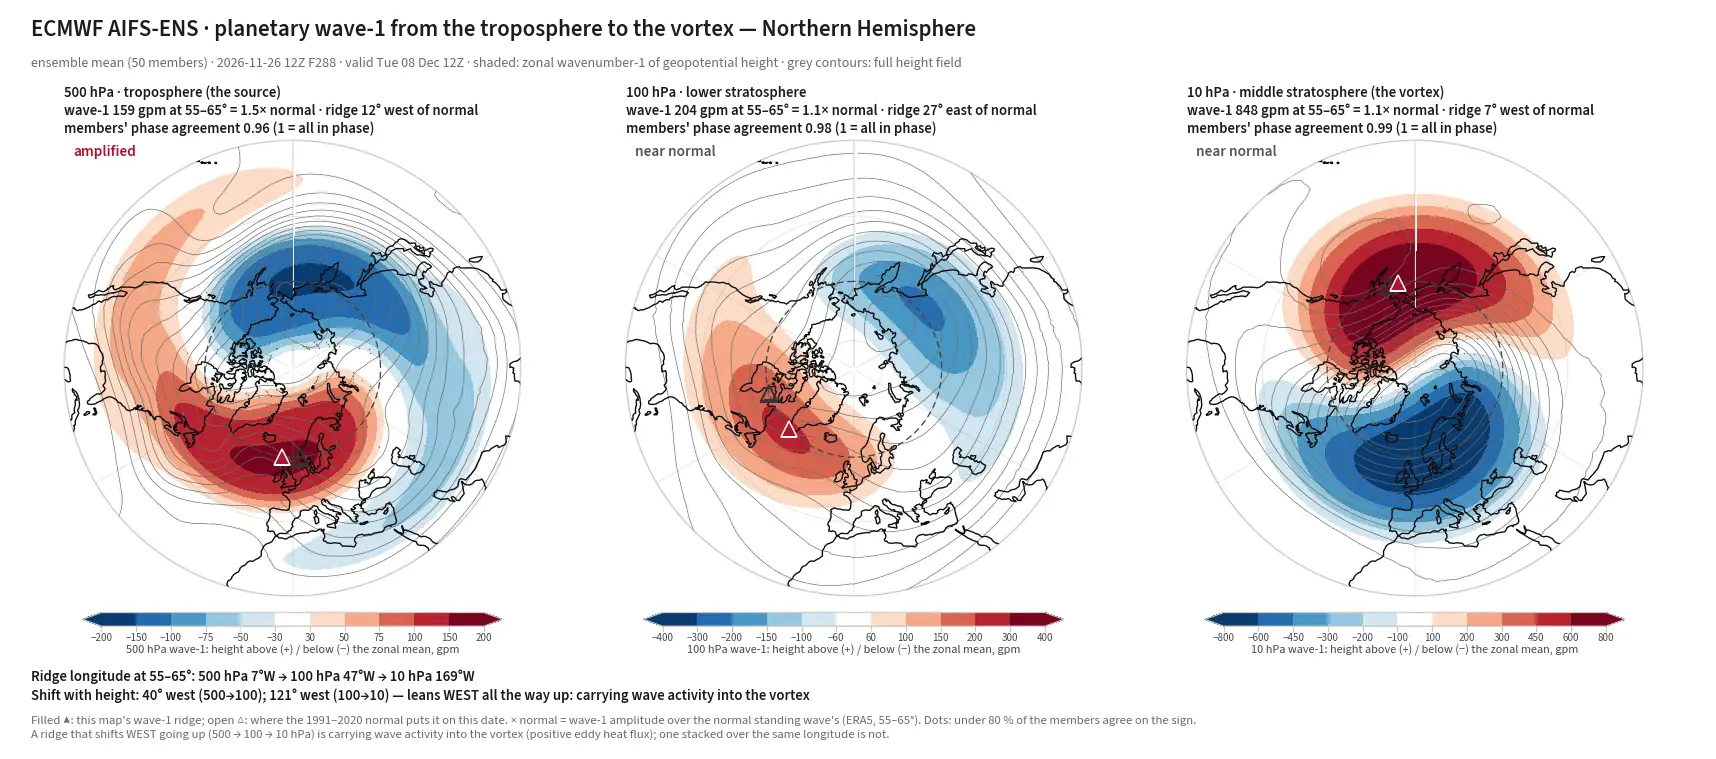 ECMWF AIFS-ENS · planetary wave-1 from the troposphere to the vortex — Northern Hemisphere
ensemble mean (50 members) · 2026-11-26 12Z F288 · valid Tue 08 Dec 12Z · shaded: zonal wavenumber-1 of geopotential height · grey contours: full height field
500 hPa · troposphere (the source)
wave-1 159 gpm at 55–65° = 1.5× normal · ridge 12° west of normal
members' phase agreement 0.96 (1 = all in phase)
amplified
100 hPa · lower stratosphere
wave-1 204 gpm at 55–65° = 1.1× normal · ridge 27° east of normal
members' phase agreement 0.98 (1 = all in phase)
near normal
10 hPa · middle stratosphere (the vortex)
wave-1 848 gpm at 55–65° = 1.1× normal · ridge 7° west of normal
members' phase agreement 0.99 (1 = all in phase)
near normal
−200 −150 −100 −75 −50 −30 30 50 75 100 150 200
500 hPa wave-1: height above (+) / below (−) the zonal mean, gpm
−400 −300 −200 −150 −100 −60 60 100 150 200 300 400
100 hPa wave-1: height above (+) / below (−) the zonal mean, gpm
−800 −600 −450 −300 −200 −100 100 200 300 450 600 800
10 hPa wave-1: height above (+) / below (−) the zonal mean, gpm
Ridge longitude at 55–65°: 500 hPa 7°W → 100 hPa 47°W → 10 hPa 169°W
Shift with height: 40° west (500→100); 121° west (100→10) — leans WEST all the way up: carrying wave activity into the vortex
Filled ▲: this map's wave-1 ridge; open △: where the 1991–2020 normal puts it on this date. × normal = wave-1 amplitude over the normal standing wave's (ERA5, 55–65°). Dots: under 80 % of the members agree on the sign.
A ridge that shifts WEST going up (500 → 100 → 10 hPa) is carrying wave activity into the vortex (positive eddy heat flux); one stacked over the same longitude is not.